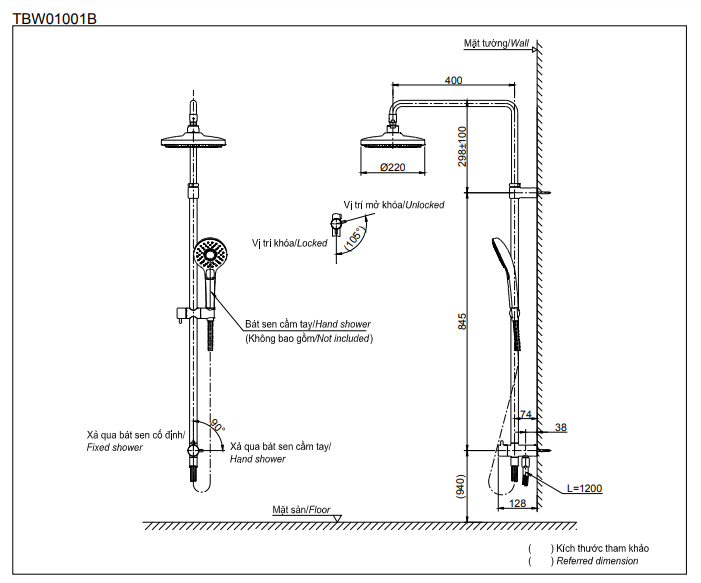 TBW01001B
Mặt tường/Wall
400
298±100
Ø220
Vị trí mở khóa/Unlocked
Vị trí khóa/Locked
(105°)
Bát sen cầm tay/Hand shower
(Không bao gồm/Not included)
845
74
38
90°
Xả qua bát sen cố định/
Fixed shower
Xả qua bát sen cầm tay/
Hand shower
(940)
L=1200
128
Mặt sàn/Floor
( ) Kích thước tham khảo
( ) Referred dimension